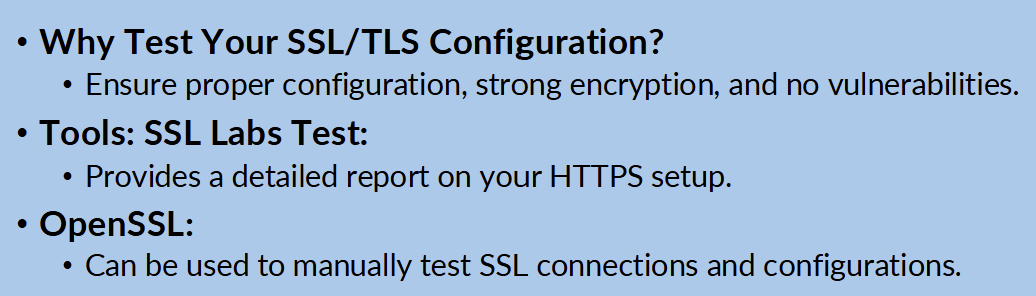 • Why Test Your SSL/TLS Configuration?
• Ensure proper configuration, strong encryption, and no vulnerabilities.
• Tools: SSL Labs Test:
• Provides a detailed report on your HTTPS setup.
• OpenSSL:
• Can be used to manually test SSL connections and configurations.